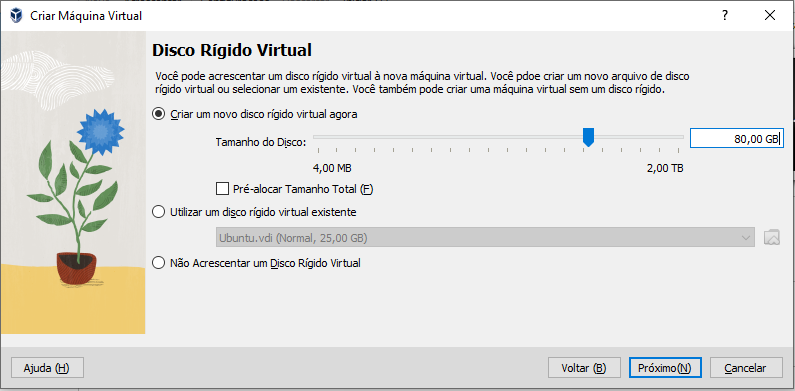 Criar Máquina Virtual
Disco Rígido Virtual
Você pode acrescentar um disco rígido virtual à nova máquina virtual. Você pdoe criar um novo arquivo de disco
rígido virtual ou selecionar um existente. Você também pode criar uma máquina virtual sem um disco rígido.
Criar um novo disco rígido virtual agora
Tamanho do Disco:
80,00 GB
4,00 MB
2,00 TB
Pré-alocar Tamanho Total (F)
Utilizar um disco rígido virtual existente
Ubuntu.vdi (Normal, 25,00 GB)
Não Acrescentar um Disco Rígido Virtual
Ajuda (H)
Voltar (B)
Próximo(N)
Cancelar